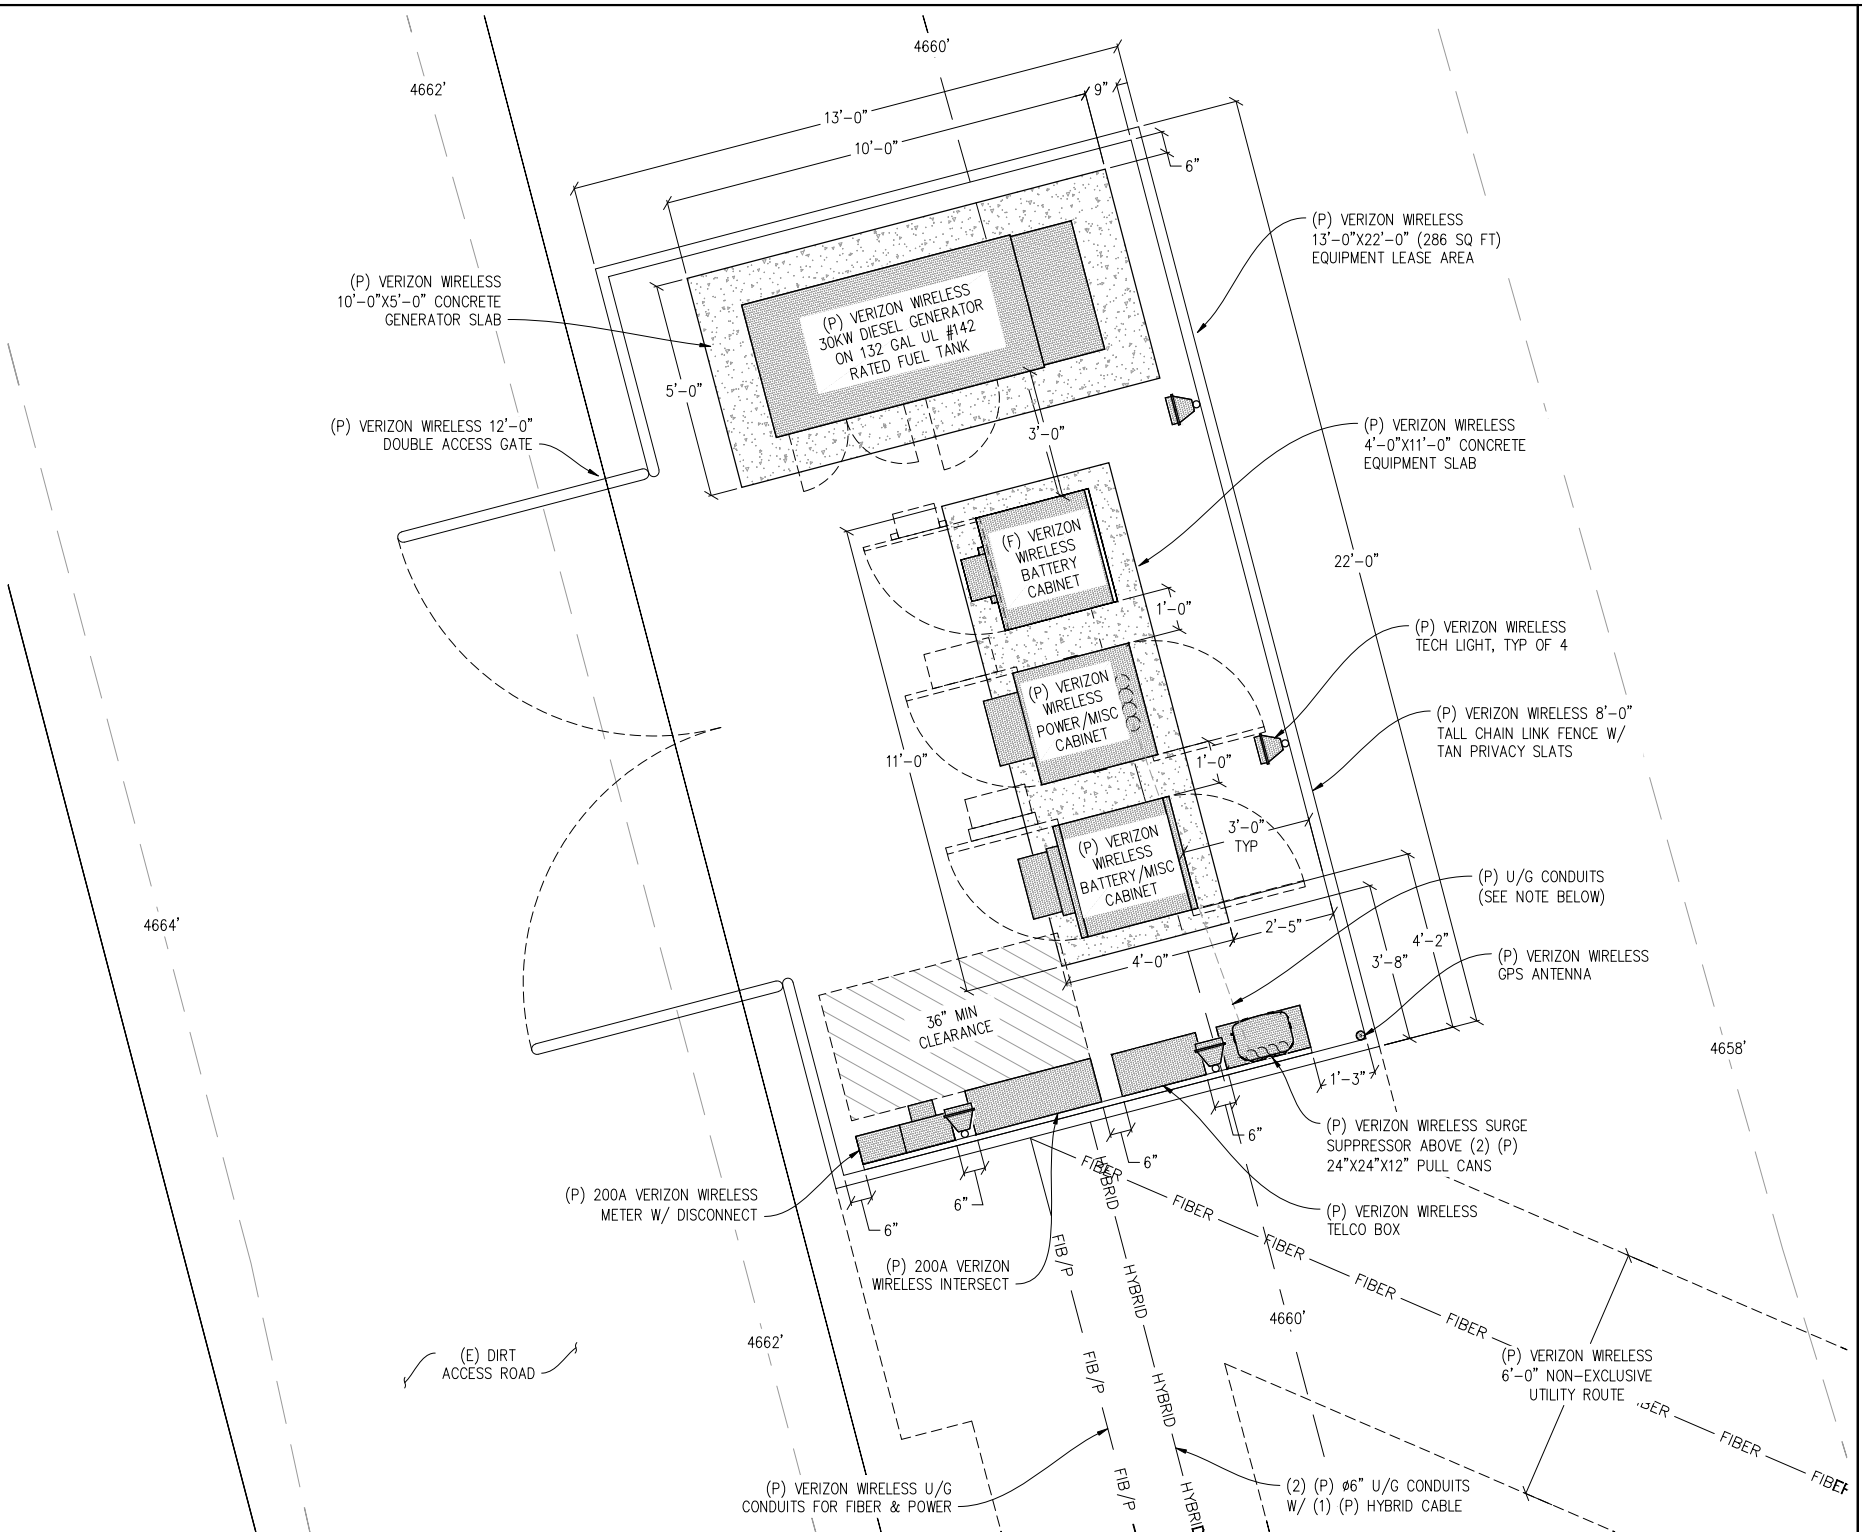 4660'
4662'
13'-0"
9"
10'-0"
6"
(P) VERIZON WIRELESS
13'-0"X22'-0" (286 SQ FT)
EQUIPMENT LEASE AREA
(P) VERIZON WIRELESS
10'-0"X5'-0" CONCRETE
GENERATOR SLAB
(P) VERIZON WIRELESS
30KW DIESEL GENERATOR
ON 132 GAL UL #142
RATED FUEL TANK
5'-0"
(P) VERIZON WIRELESS 12'-0"
DOUBLE ACCESS GATE
3'-0"
(P) VERIZON WIRELESS
4'-0"X11'-0" CONCRETE
EQUIPMENT SLAB
(F) VERIZON
WIRELESS
BATTERY
CABINET
22'-0"
1'-0"
(P) VERIZON WIRELESS
TECH LIGHT, TYP OF 4
(P) VERIZON
WIRELESS
POWER/MISC
CABINET
(P) VERIZON WIRELESS 8'-0"
TALL CHAIN LINK FENCE W/
TAN PRIVACY SLATS
11'-0"
1'-0"
3'-0"
TYP
(P) VERIZON
WIRELESS
BATTERY/MISC
CABINET
(P) U/G CONDUITS
(SEE NOTE BELOW)
4664'
2'-5"
4'-2"
4'-0"
3'-8"
(P) VERIZON WIRELESS
GPS ANTENNA
36" MIN
CLEARANCE
4658'
1'-3"
(P) VERIZON WIRELESS SURGE
SUPPRESSOR ABOVE (2) (P)
24"X24"X12" PULL CANS
6"
6"
6"
6"
(P) 200A VERIZON WIRELESS
METER W/ DISCONNECT
(P) VERIZON WIRELESS
TELCO BOX
(P) 200A VERIZON
WIRELESS INTERSECT
FIBER
FIBER
FIBER
FIBER
FIBER
FIBER
FIBER
HYBRID
HYBRID
HYBRID
HYBRID
FIB/P
FIB/P
FIB/P
4660'
4662'
(E) DIRT
ACCESS ROAD
(P) VERIZON WIRELESS
6'-0" NON-EXCLUSIVE
UTILITY ROUTE
(P) VERIZON WIRELESS U/G
CONDUITS FOR FIBER & POWER
(2) (P) ø6" U/G CONDUITS
W/ (1) (P) HYBRID CABLE